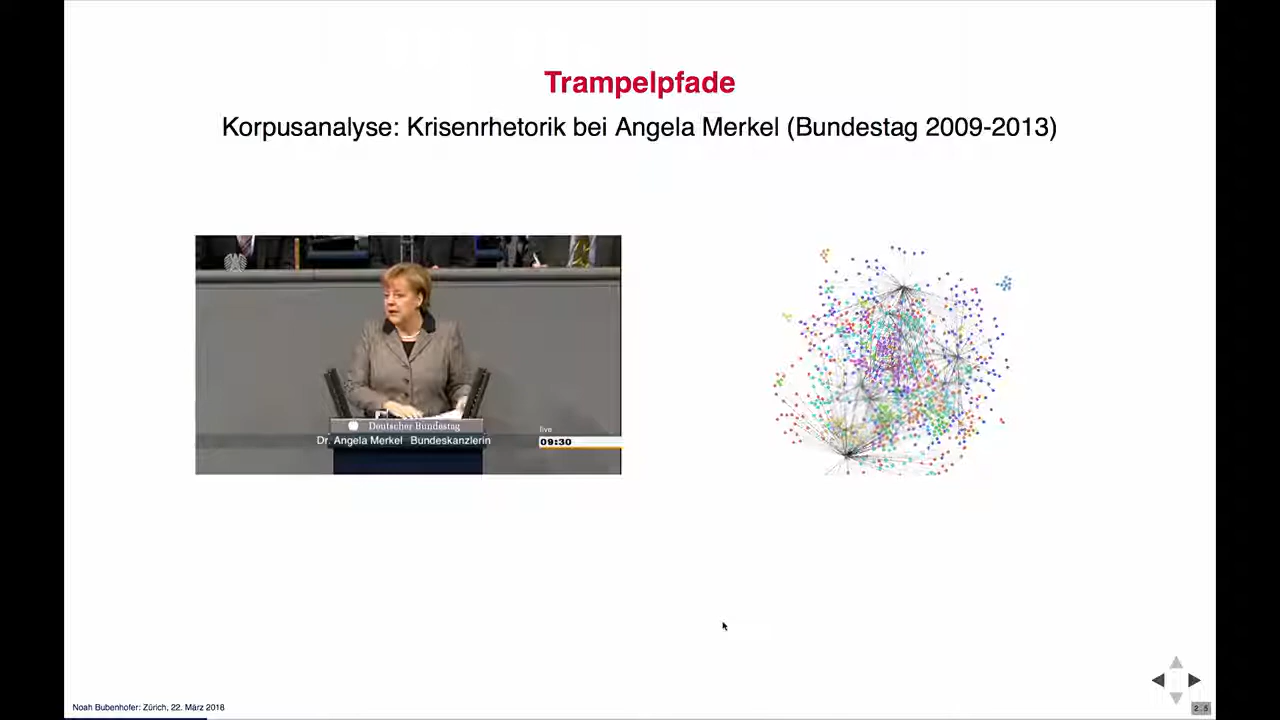 Trampelpfade
Korpusanalyse: Krisenrhetorik bei Angela Merkel (Bundestag 2009-2013)
Deutscher Bundestag
Dr. Angela Merkel Bundeskanzlerin
live
09:30
Noah Bubenhofer: Zürich, 22. März 2018